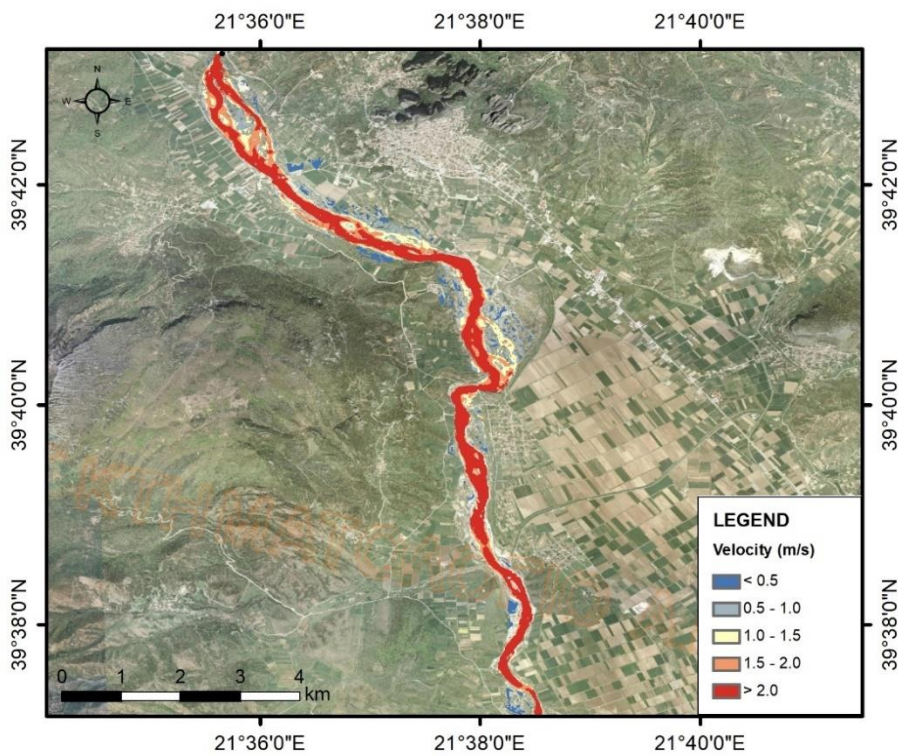 21°36'0"E 21°38'0"E 21°40'0"E
N
W E
S
39°42'0"N 39°42'0"N
39°40'0"N 39°40'0"N
39°38'0"N 39°38'0"N
LEGEND
Velocity (m/s)
< 0.5
0.5 - 1.0
1.0 - 1.5
1.5 - 2.0
> 2.0
0 1 2 3 4
km
21°36'0"E 21°38'0"E 21°40'0"E